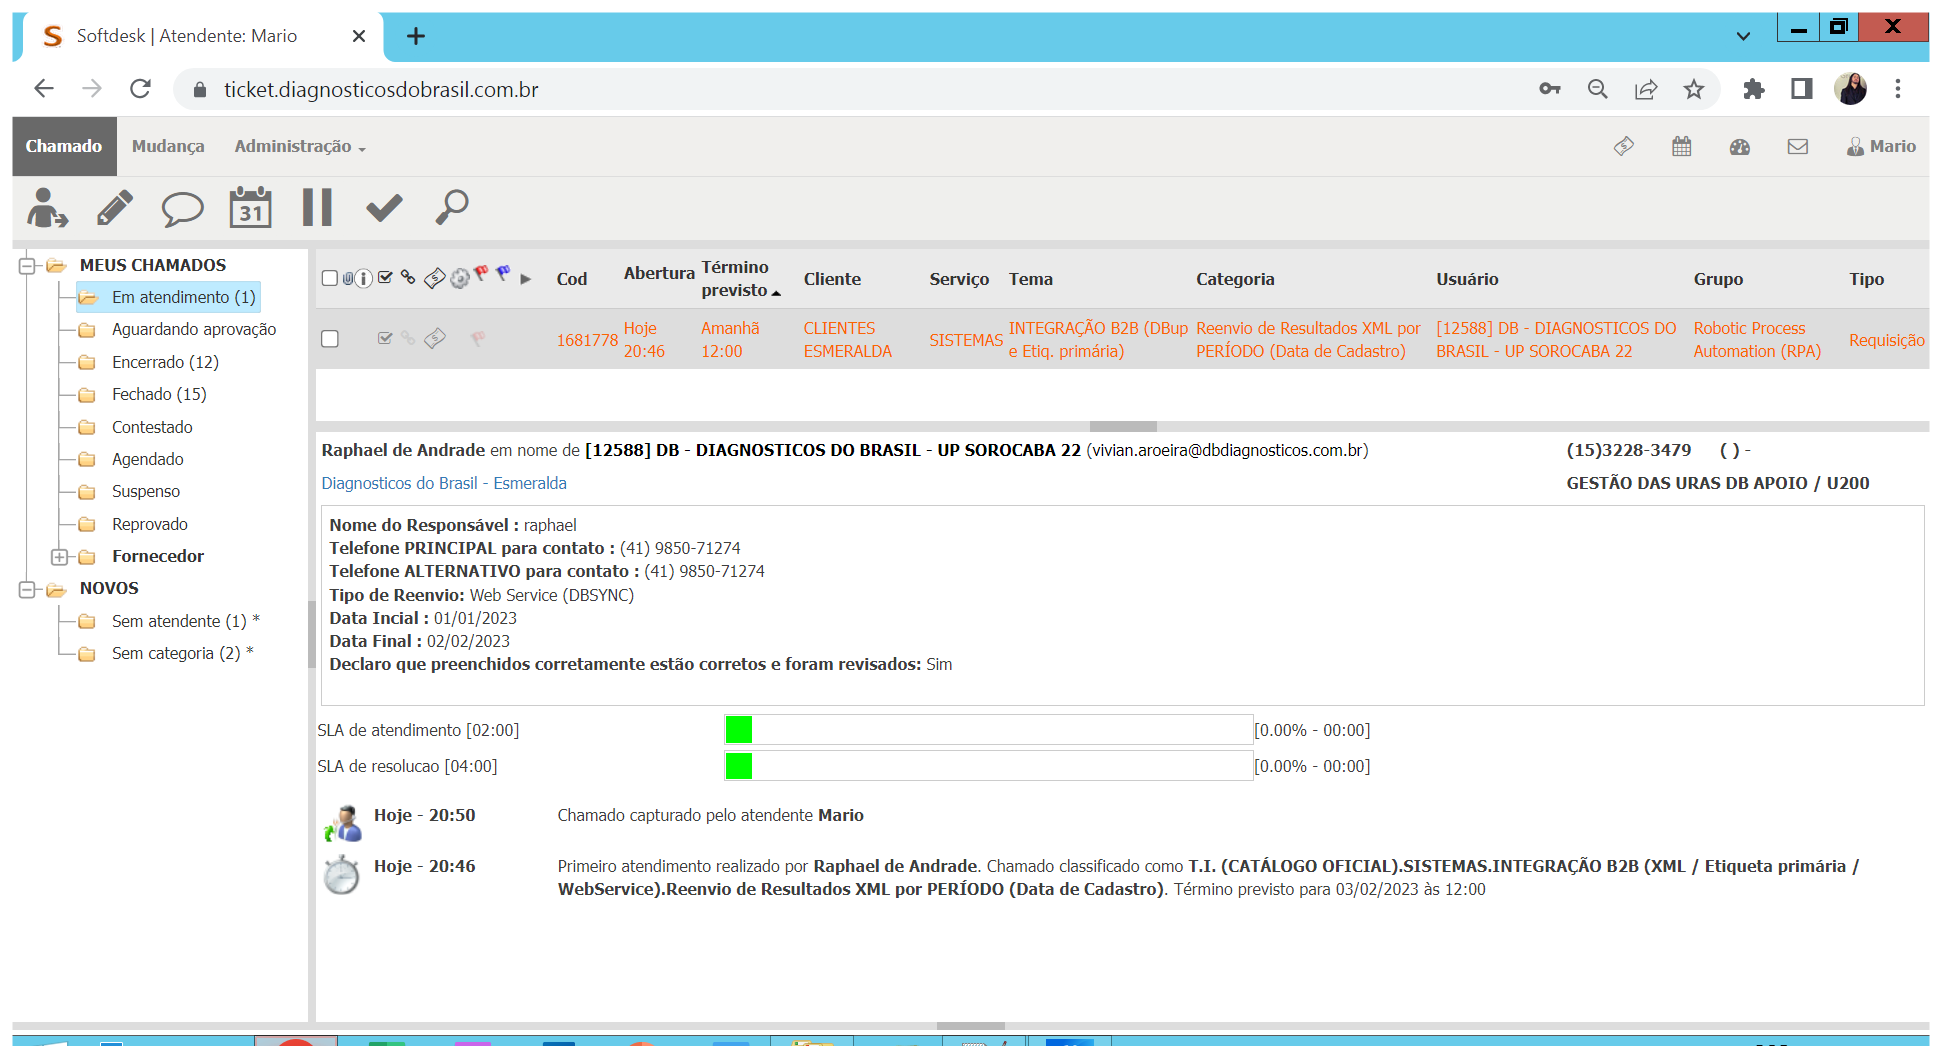 Softdesk | Atendente: Mario
ticket.diagnosticosdobrasil.com.br
Chamado Mudança Administração Mario
31
MEUS CHAMADOS
Em atendimento (1)
Aguardando aprovação
Encerrado (12)
Fechado (15)
Contestado
Agendado
Suspenso
Reprovado
Fornecedor
NOVOS
Sem atendente (1) *
Sem categoria (2) *
Cod Abertura Término previsto Cliente Serviço Tema Categoria Usuário Grupo Tipo
1681778 Hoje 20:46 Amanhã 12:00 CLIENTES ESMERALDA SISTEMAS INTEGRAÇÃO B2B (DBup e Etiq. primária) Reenvio de Resultados XML por PERÍODO (Data de Cadastro) [12588] DB - DIAGNOSTICOS DO BRASIL - UP SOROCABA 22 Robotic Process Automation (RPA) Requisição
Raphael de Andrade em nome de [12588] DB - DIAGNOSTICOS DO BRASIL - UP SOROCABA 22 (vivian.aroeira@dbdiagnosticos.com.br) (15)3228-3479 ( ) -
Diagnosticos do Brasil - Esmeralda GESTÃO DAS URAS DB APOIO / U200
Nome do Responsável : raphael
Telefone PRINCIPAL para contato : (41) 9850-71274
Telefone ALTERNATIVO para contato : (41) 9850-71274
Tipo de Reenvio: Web Service (DBSYNC)
Data Incial : 01/01/2023
Data Final : 02/02/2023
Declaro que preenchidos corretamente estão corretos e foram revisados: Sim
SLA de atendimento [02:00] [0.00% - 00:00]
SLA de resolucao [04:00] [0.00% - 00:00]
Hoje - 20:50 Chamado capturado pelo atendente Mario
Hoje - 20:46 Primeiro atendimento realizado por Raphael de Andrade. Chamado classificado como T.I. (CATÁLOGO OFICIAL).SISTEMAS.INTEGRAÇÃO B2B (XML / Etiqueta primária /
WebService).Reenvio de Resultados XML por PERÍODO (Data de Cadastro). Término previsto para 03/02/2023 às 12:00